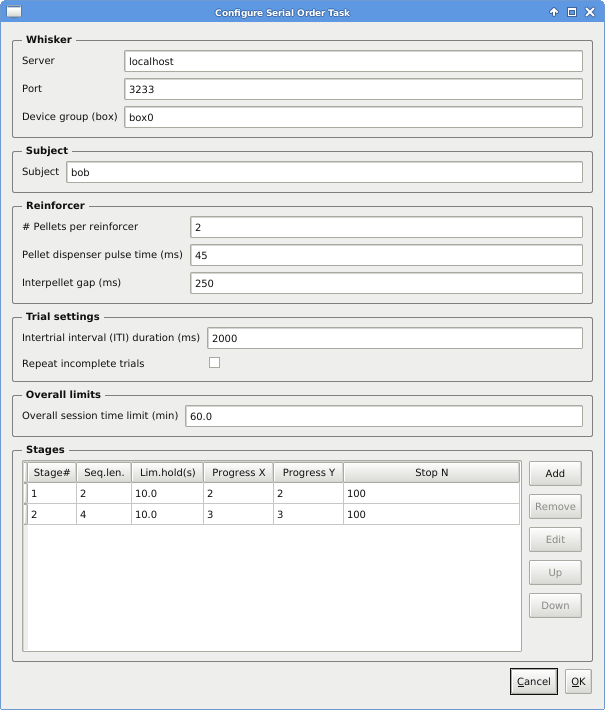 Configure Serial Order Task
Whisker
Server localhost
Port 3233
Device group (box) box0
Subject
Subject bob
Reinforcer
# Pellets per reinforcer 2
Pellet dispenser pulse time (ms) 45
Interpellet gap (ms) 250
Trial settings
Intertrial interval (ITI) duration (ms) 2000
Repeat incomplete trials
Overall limits
Overall session time limit (min) 60.0
Stages
Stage# Seq.len. Lim.hold(s) Progress X Progress Y Stop N
1 2 10.0 2 2 100
2 4 10.0 3 3 100
Add
Remove
Edit
Up
Down
Cancel OK